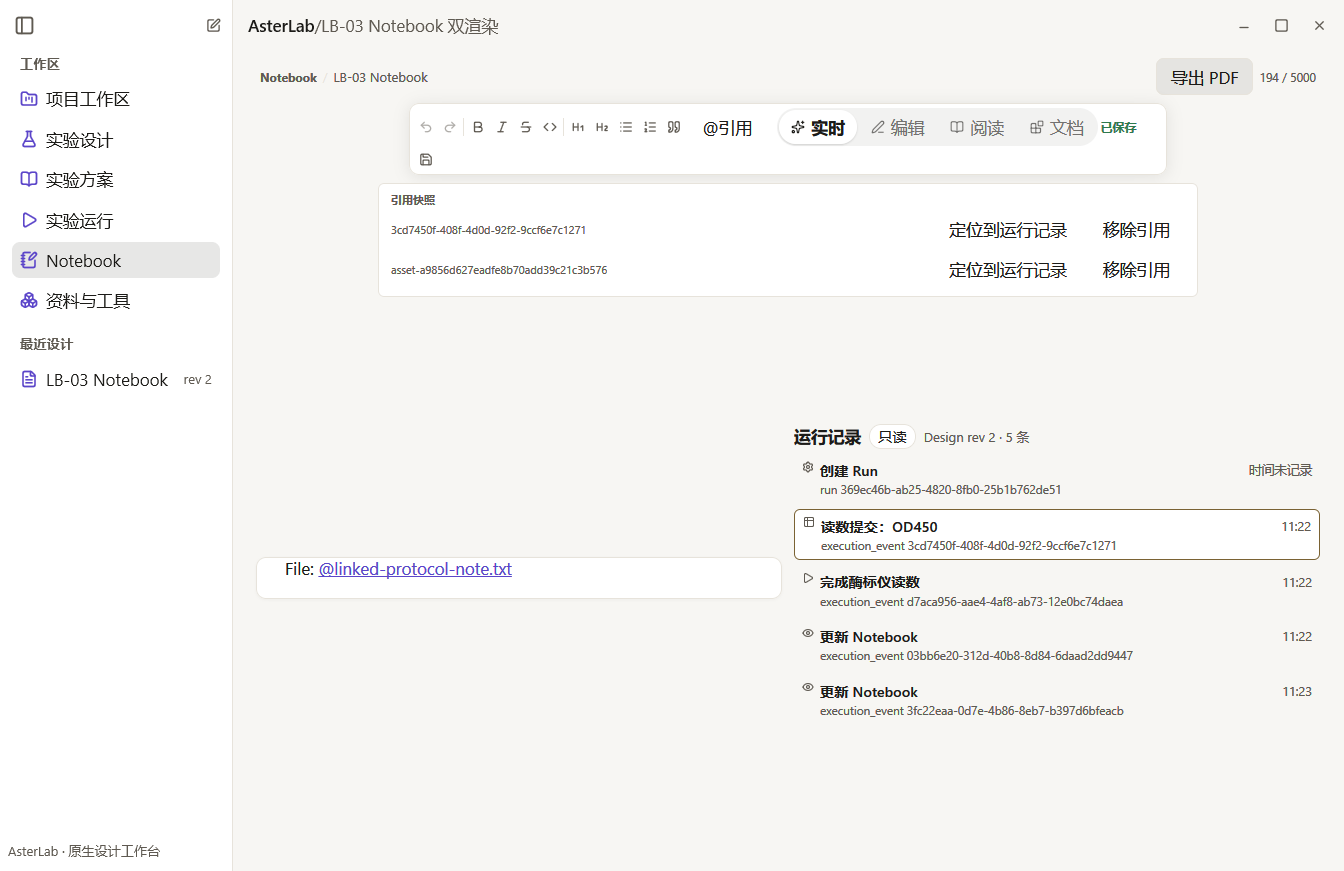 AsterLab/LB-03 Notebook 双渲染
工作区
项目工作区
实验设计
实验方案
实验运行
Notebook
资料与工具
最近设计
LB-03 Notebook rev 2
AsterLab · 原生设计工作台
Notebook / LB-03 Notebook
导出 PDF 194 / 5000
B I S <> H1 H2 @引用 实时 编辑 阅读 文档 已保存
引用快照
3cd7450f-408f-4d0d-92f2-9ccf6e7c1271 定位到运行记录 移除引用
asset-a9856d627eadfe8b70add39c21c3b576 定位到运行记录 移除引用
File: @linked-protocol-note.txt
运行记录 只读 Design rev 2 · 5 条
创建 Run 时间未记录
run 369ec46b-ab25-4820-8fb0-25b1b762de51
读数提交：OD450 11:22
execution_event 3cd7450f-408f-4d0d-92f2-9ccf6e7c1271
完成酶标仪读数 11:22
execution_event d7aca956-aae4-4af8-ab73-12e0bc74daea
更新 Notebook 11:22
execution_event 03bb6e20-312d-40b8-8d84-6daad2dd9447
更新 Notebook 11:23
execution_event 3fc22eaa-0d7e-4b86-8eb7-b397d6bfeacb